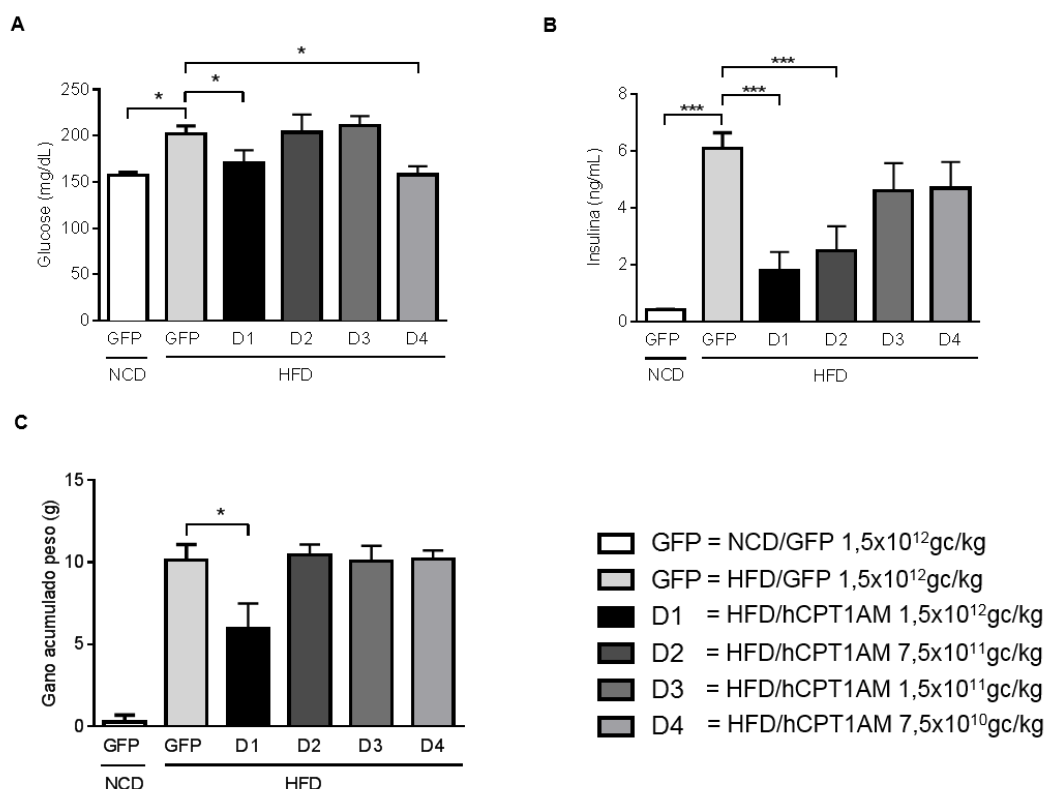 A
*
*
*
Glucose (mg/dL)
250
200
150
100
50
0
GFP GFP D1 D2 D3 D4
NCD HFD
B
***
***
***
Insulina (ng/mL)
8
6
4
2
0
GFP GFP D1 D2 D3 D4
NCD HFD
C
*
Gano acumulado peso (g)
15
10
5
0
GFP GFP D1 D2 D3 D4
NCD HFD
GFP = NCD/GFP 1,5x10¹²gc/kg
GFP = HFD/GFP 1,5x10¹²gc/kg
D1 = HFD/hCPT1AM 1,5x10¹²gc/kg
D2 = HFD/hCPT1AM 7,5x10¹¹gc/kg
D3 = HFD/hCPT1AM 1,5x10¹¹gc/kg
D4 = HFD/hCPT1AM 7,5x10¹⁰gc/kg